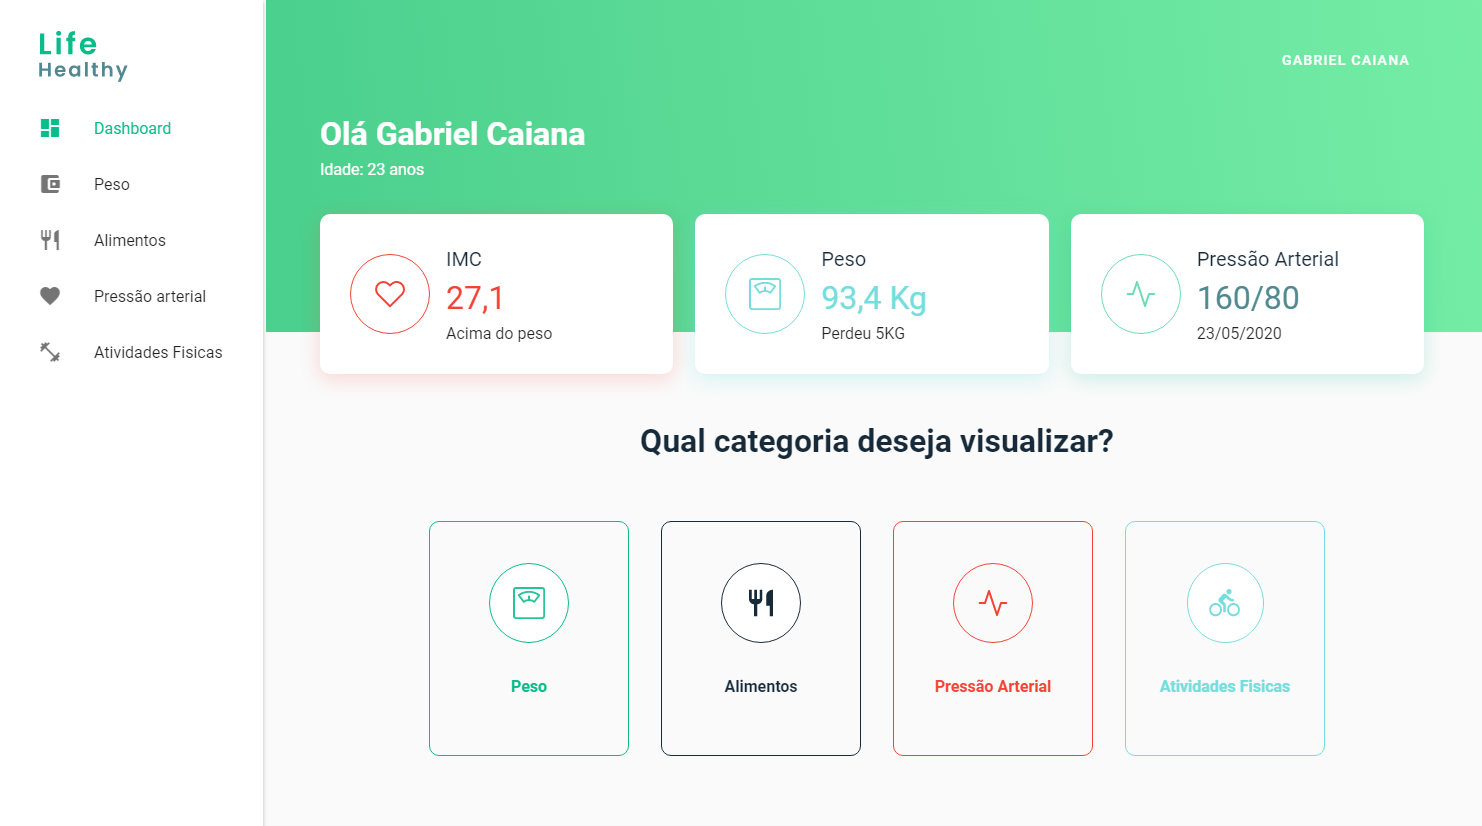 Life
Healthy
Dashboard
Peso
Alimentos
Pressão arterial
Atividades Fisicas
GABRIEL CAIANA
Olá Gabriel Caiana
Idade: 23 anos
IMC
27,1
Acima do peso
Peso
93,4 Kg
Perdeu 5KG
Pressão Arterial
160/80
23/05/2020
Qual categoria deseja visualizar?
Peso
Alimentos
Pressão Arterial
Atividades Fisicas